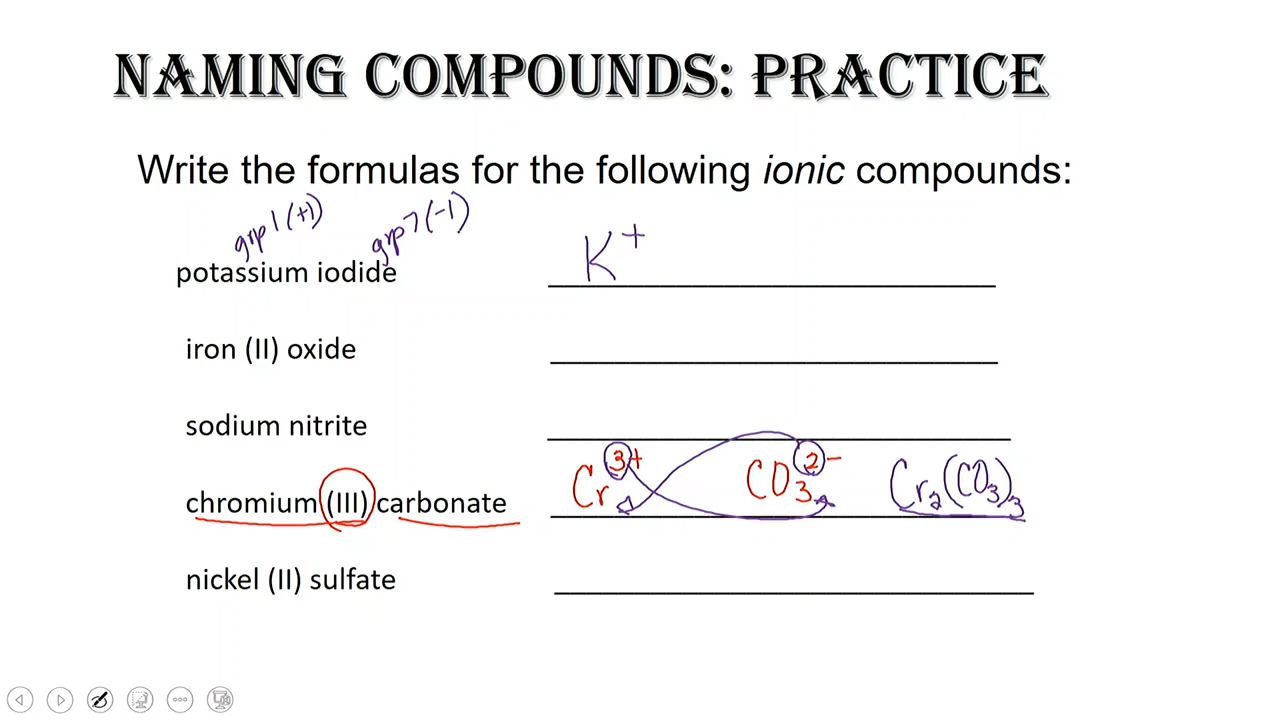 NAMING COMPOUNDS: PRACTICE
Write the formulas for the following ionic compounds:
grp 1 (+1) grp 7 (-1)
potassium iodide K⁺
iron (II) oxide
sodium nitrite
chromium (III) carbonate Cr³⁺ CO₃²⁻ Cr₂(CO₃)₃
nickel (II) sulfate